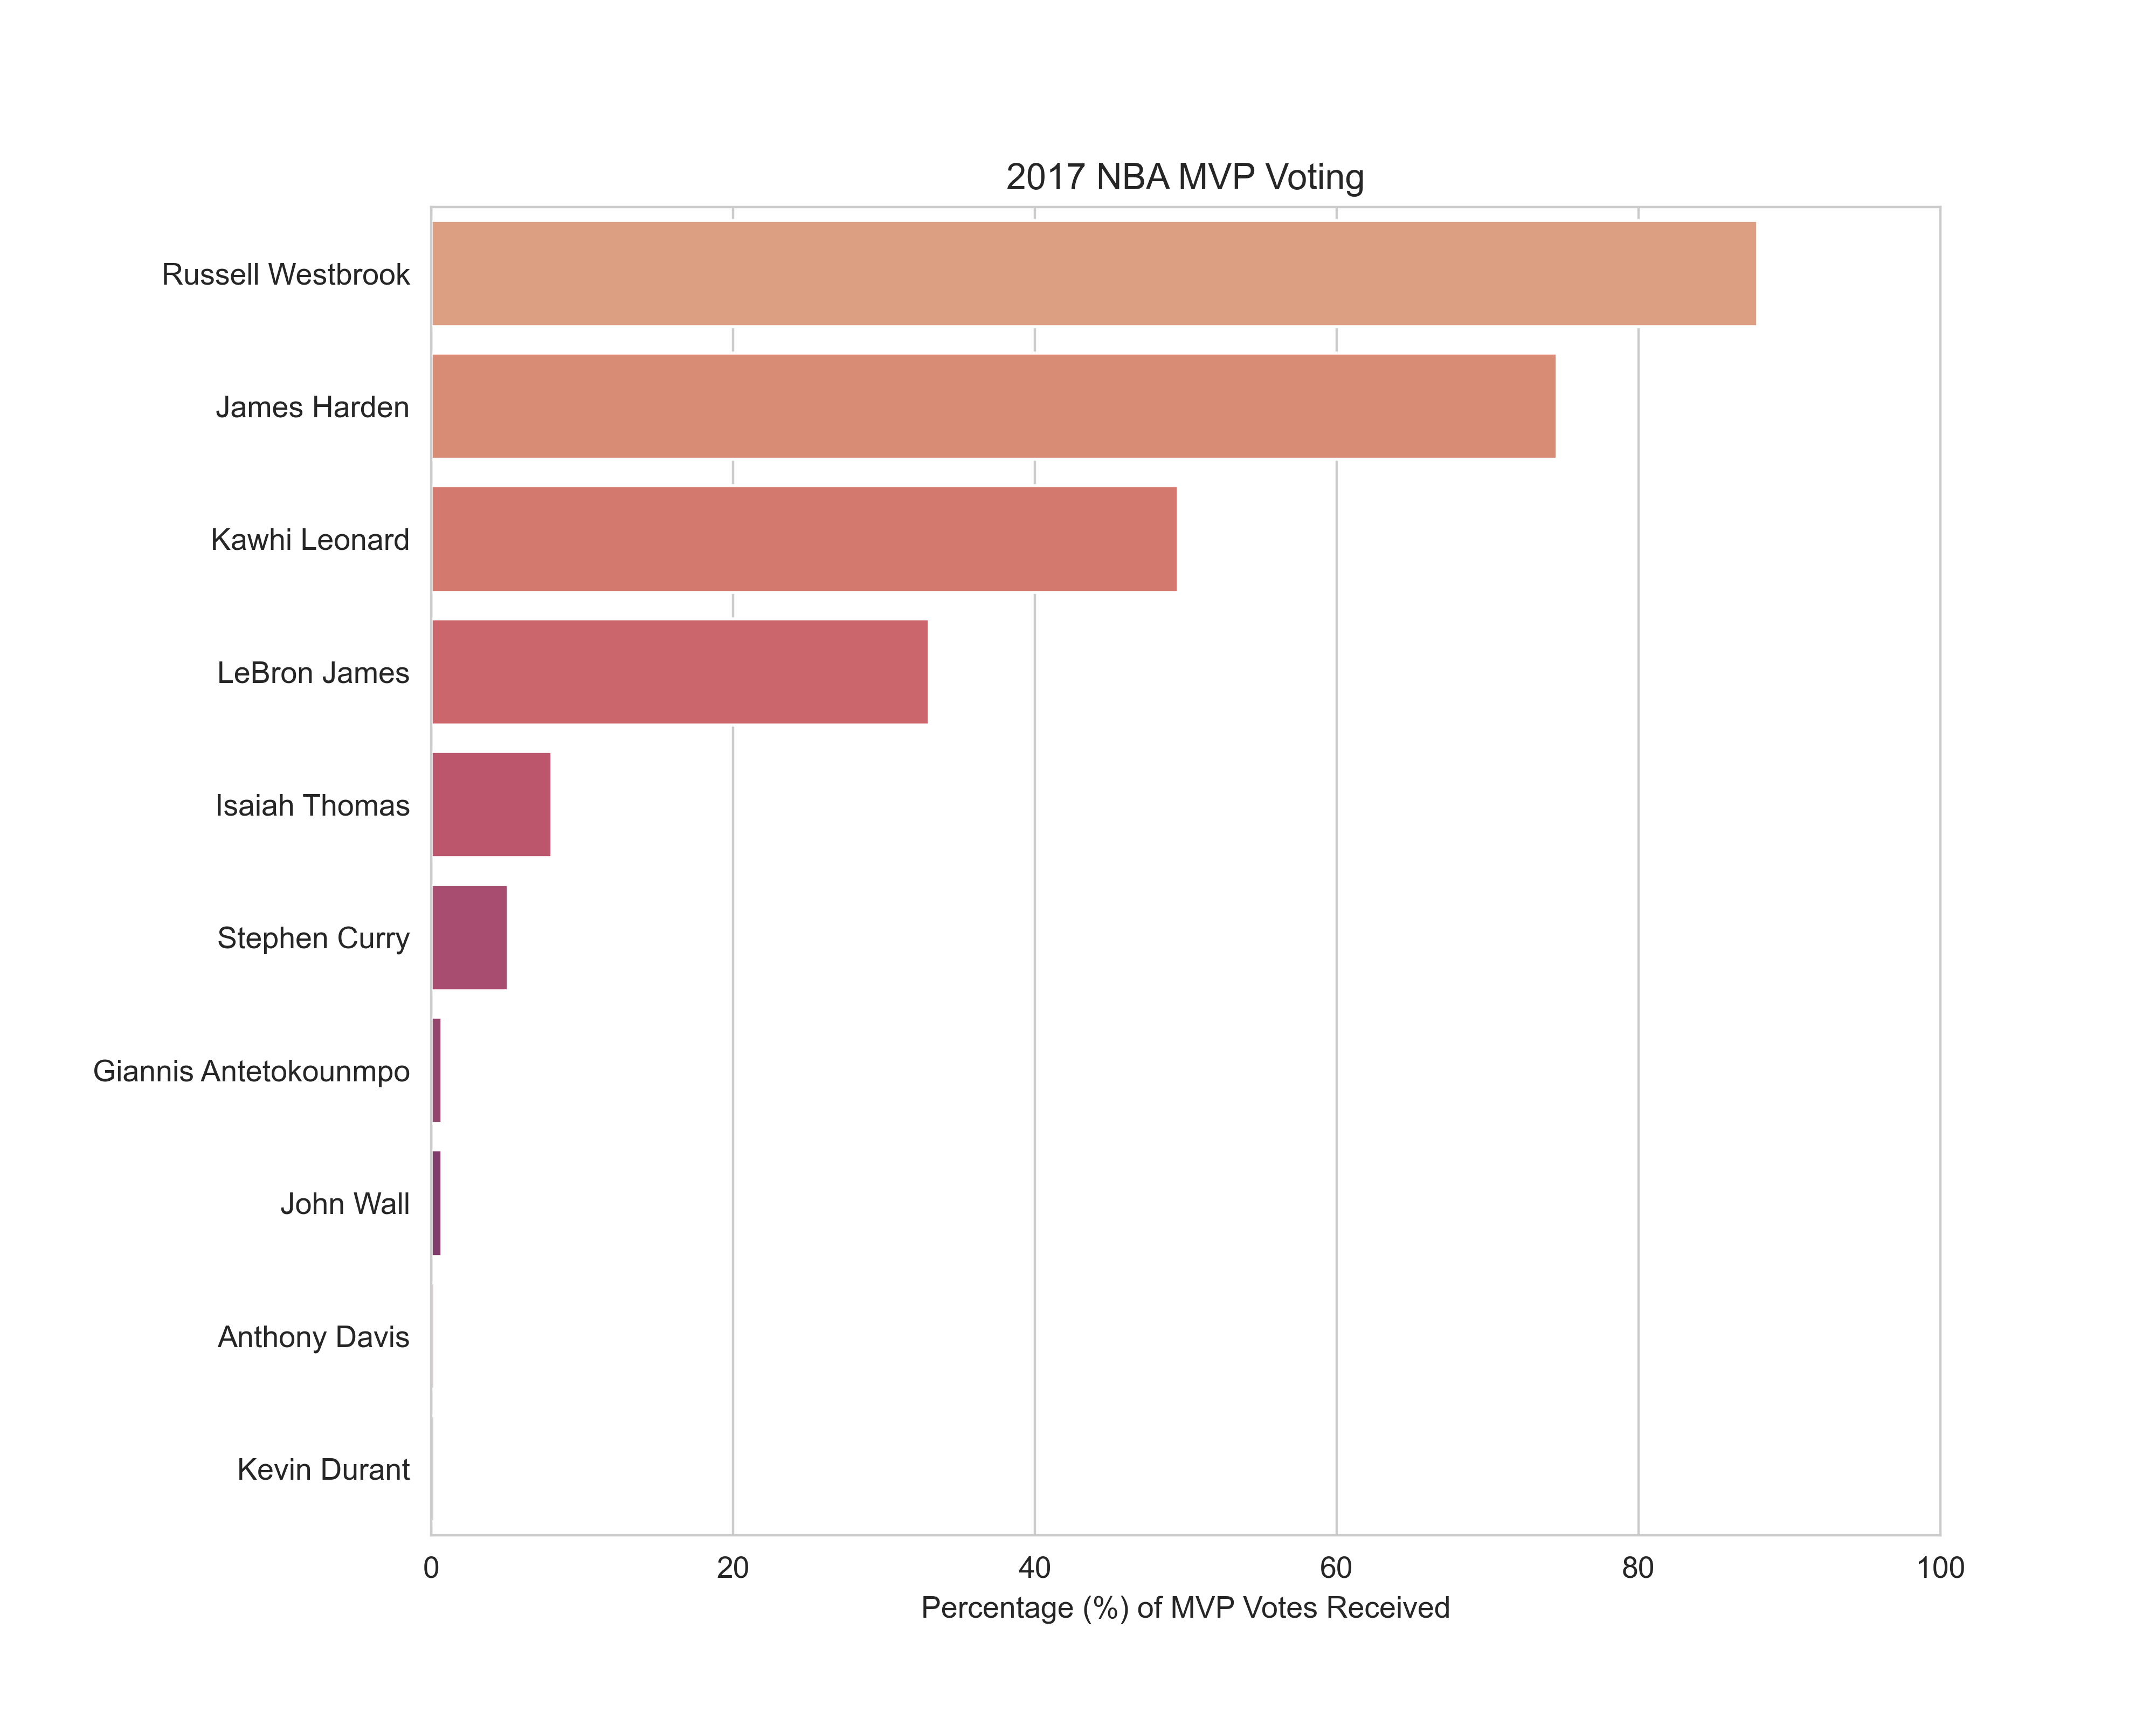 2017 NBA MVP Voting
Russell Westbrook
James Harden
Kawhi Leonard
LeBron James
Isaiah Thomas
Stephen Curry
Giannis Antetokounmpo
John Wall
Anthony Davis
Kevin Durant
0 20 40 60 80 100
Percentage (%) of MVP Votes Received